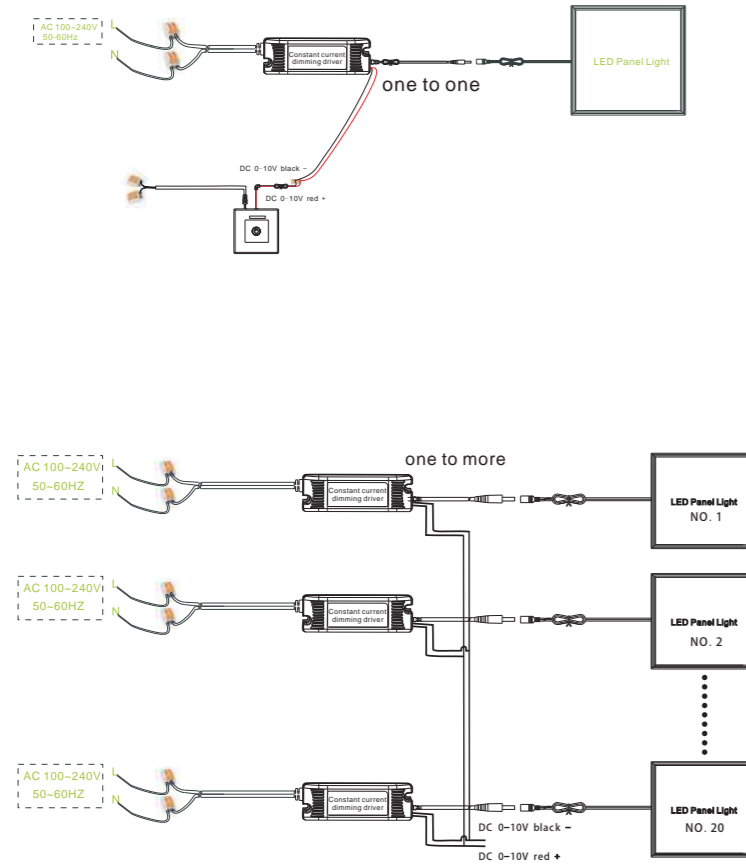 AC 100~240V
50-60Hz
L
N
Constant current
dimming driver
one to one
LED Panel Light
DC 0-10V black -
DC 0-10V red +
one to more
AC 100~240V
50~60HZ
L
N
Constant current
dimming driver
LED Panel Light
NO. 1
AC 100~240V
50~60HZ
L
N
Constant current
dimming driver
LED Panel Light
NO. 2
AC 100~240V
50~60HZ
L
N
Constant current
dimming driver
LED Panel Light
NO. 20
DC 0-10V black -
DC 0-10V red +